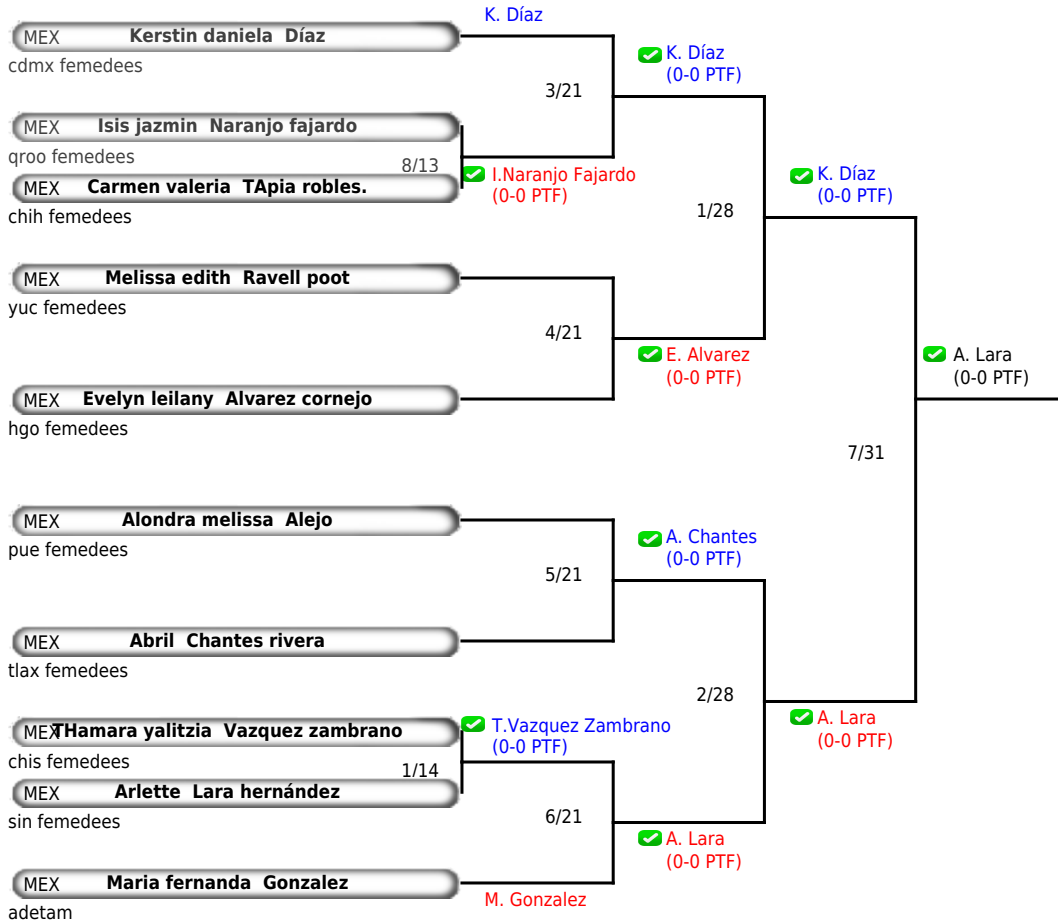 K. Díaz
MEX Kerstin daniela Díaz
cdmx femedees
K. Díaz
(0-0 PTF)
3/21
MEX Isis jazmin Naranjo fajardo
qroo femedees
8/13
I.Naranjo Fajardo
(0-0 PTF)
MEX Carmen valeria TApia robles.
chih femedees
K. Díaz
(0-0 PTF)
1/28
MEX Melissa edith Ravell poot
yuc femedees
4/21
E. Alvarez
(0-0 PTF)
A. Lara
(0-0 PTF)
MEX Evelyn leilany Alvarez cornejo
hgo femedees
7/31
MEX Alondra melissa Alejo
pue femedees
A. Chantes
(0-0 PTF)
5/21
MEX Abril Chantes rivera
tlax femedees
2/28
A. Lara
(0-0 PTF)
MEX THamara yalitzia Vazquez zambrano
chis femedees
T.Vazquez Zambrano
(0-0 PTF)
1/14
MEX Arlette Lara hernández
sin femedees
6/21
A. Lara
(0-0 PTF)
MEX Maria fernanda Gonzalez
adetam
M. Gonzalez